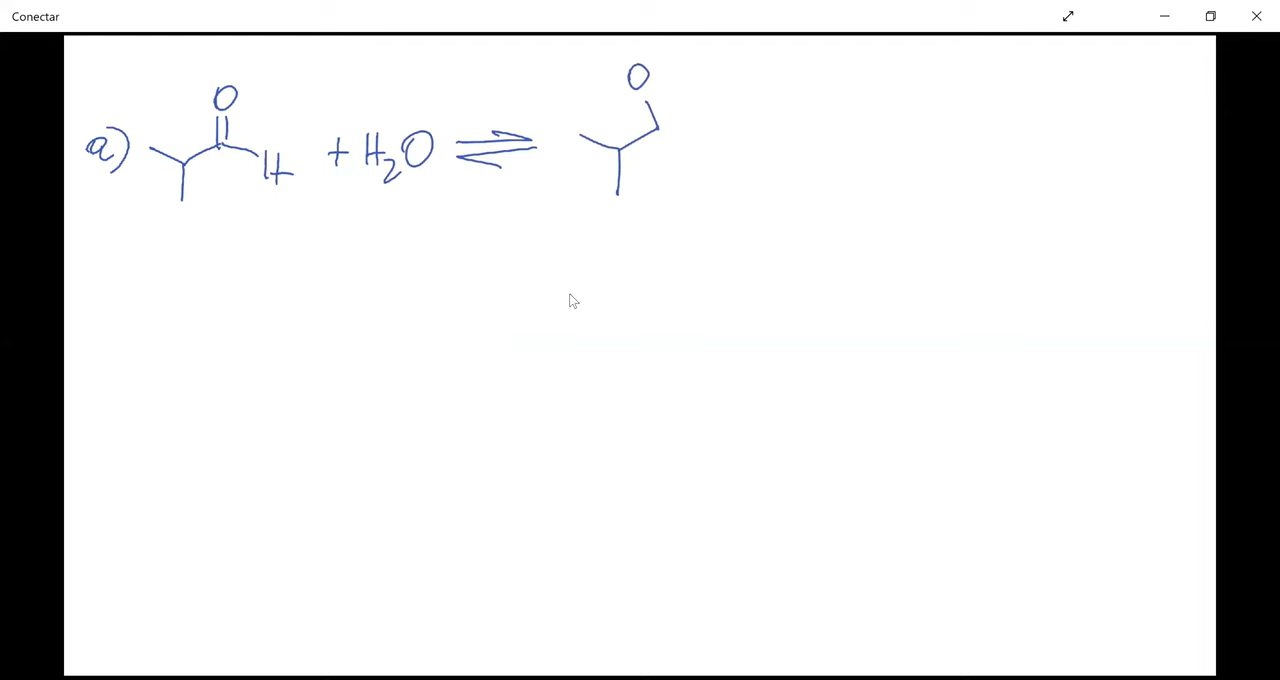 Conectar
O O
a) H + H₂O ⇌